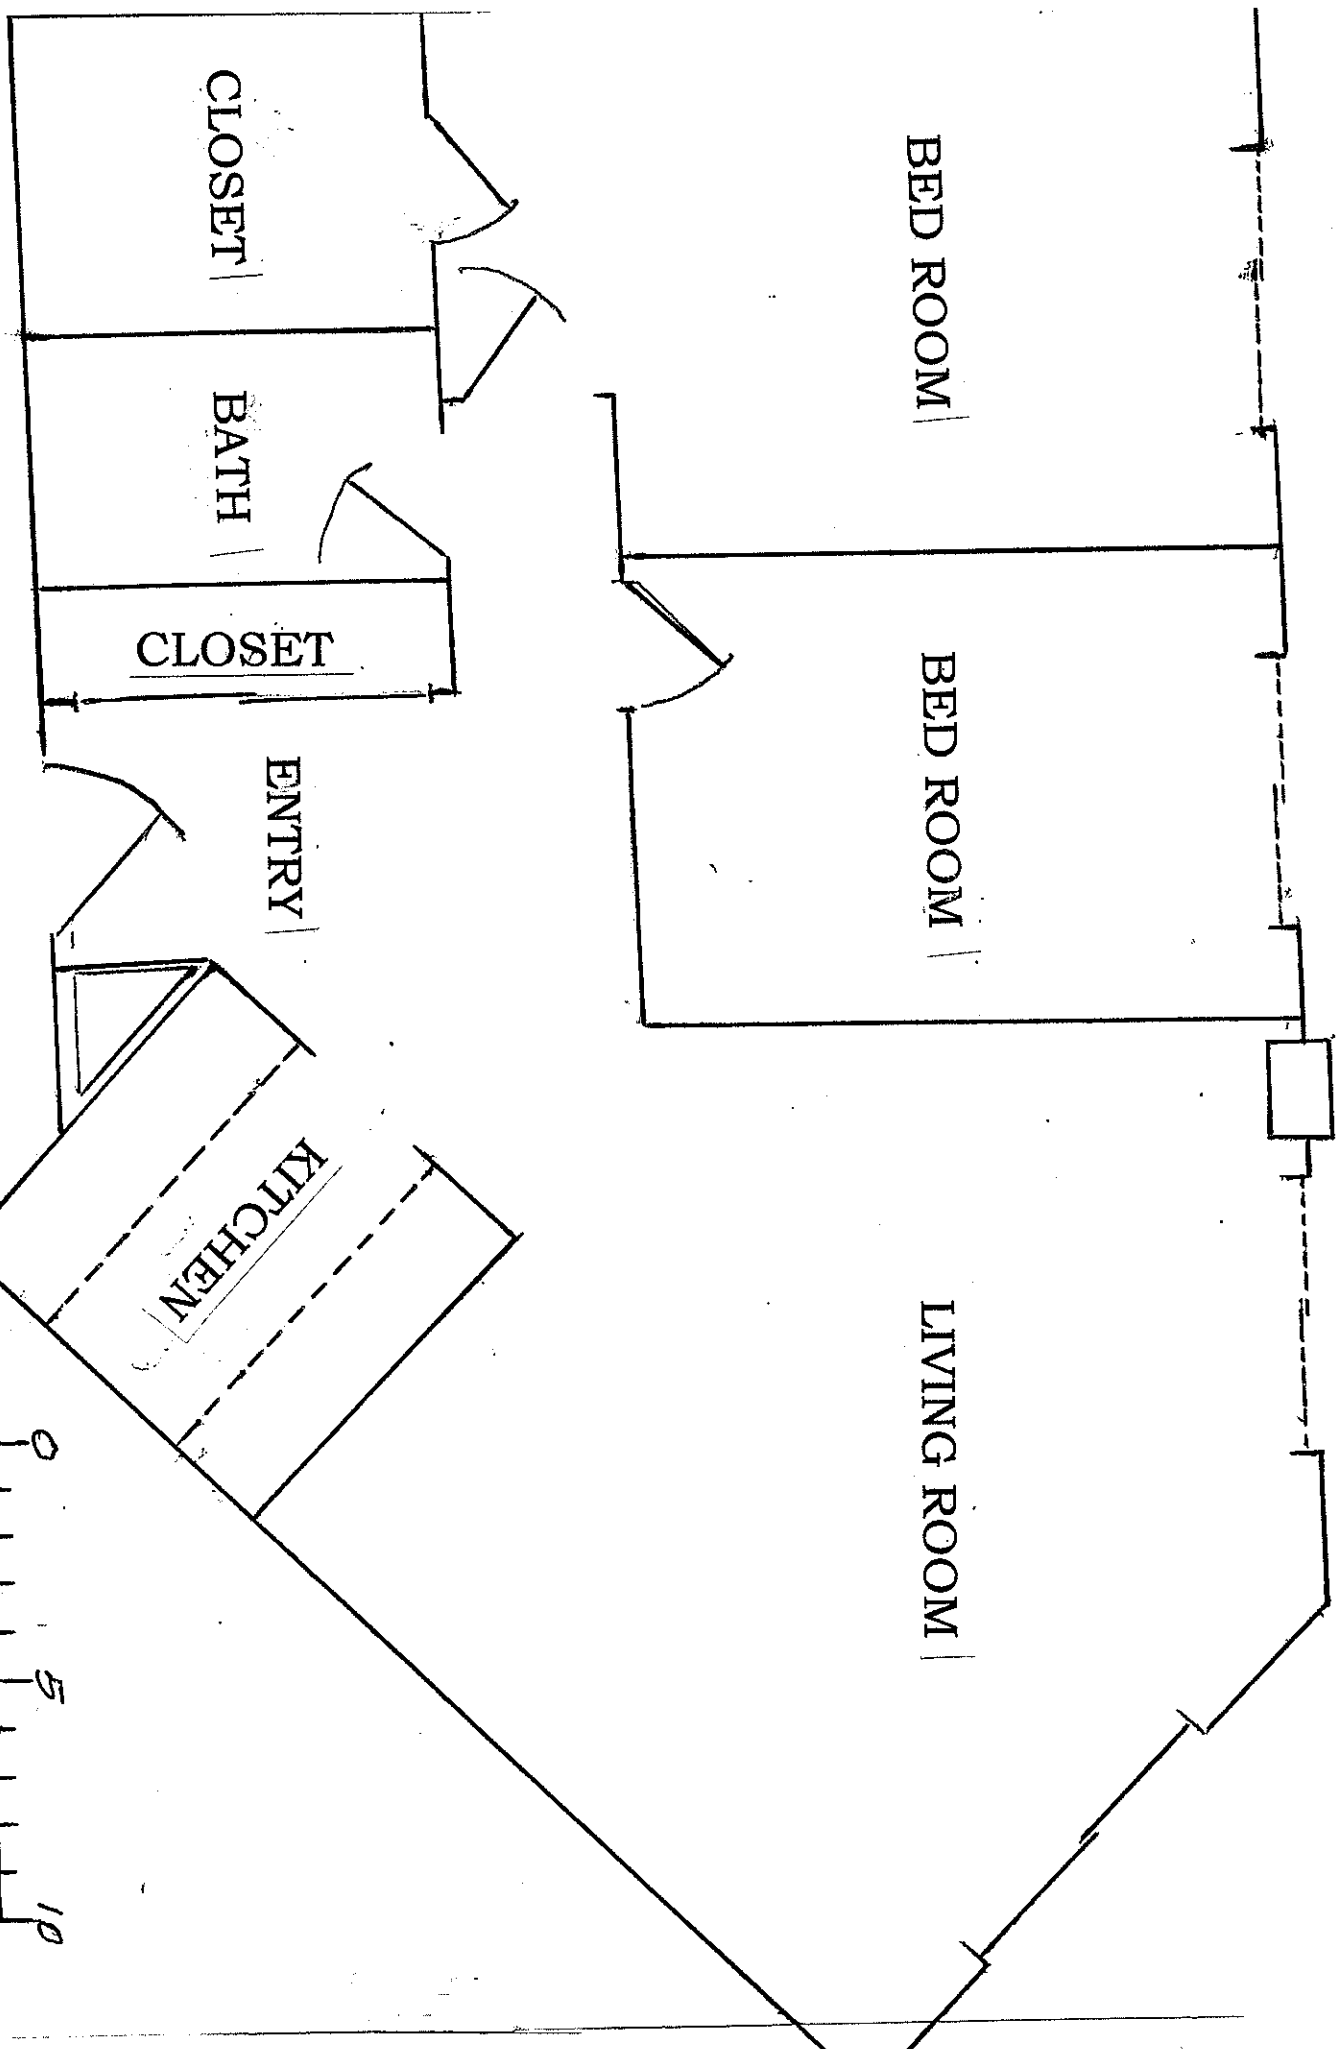 CLOSET
BED ROOM
BATH
CLOSET
BED ROOM
ENTRY
KITCHEN
LIVING ROOM
0
5
10